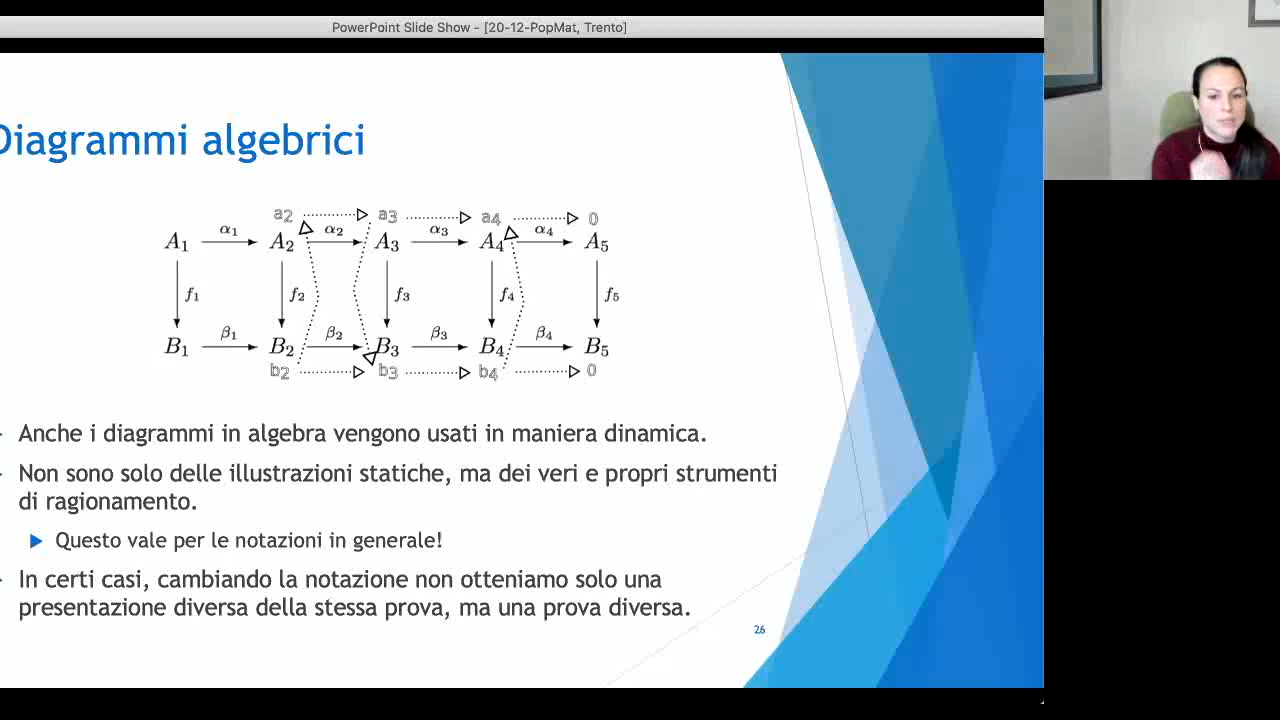 PowerPoint Slide Show - [20-12-PopMat, Trento]
Diagrammi algebrici
a2 a3 a4 0
α1 α2 α3 α4
A1 A2 A3 A4 A5
f1 f2 f3 f4 f5
β1 β2 β3 β4
B1 B2 B3 B4 B5
b2 b3 b4 0
Anche i diagrammi in algebra vengono usati in maniera dinamica.
Non sono solo delle illustrazioni statiche, ma dei veri e propri strumenti
di ragionamento.
Questo vale per le notazioni in generale!
In certi casi, cambiando la notazione non otteniamo solo una
presentazione diversa della stessa prova, ma una prova diversa.
26